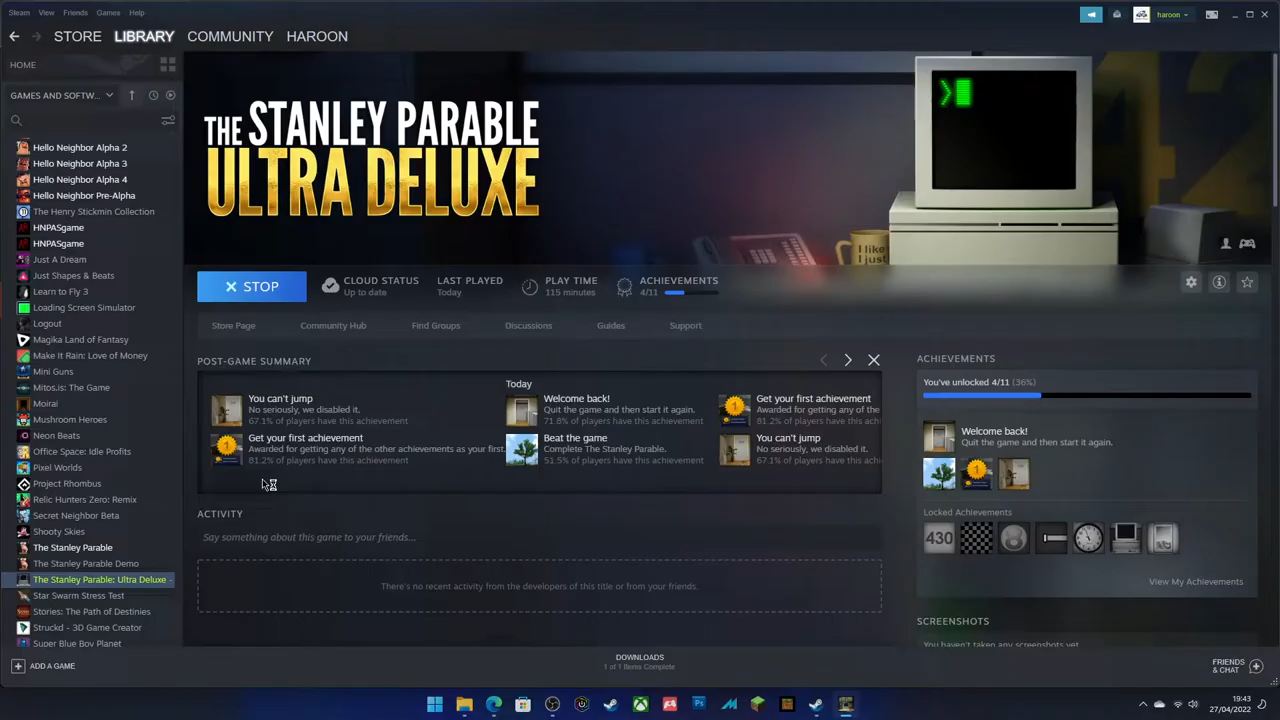 Steam View Friends Games Help
haroon
STORE LIBRARY COMMUNITY HAROON
HOME
GAMES AND SOFTW...
Hello Neighbor Alpha 2
Hello Neighbor Alpha 3
Hello Neighbor Alpha 4
Hello Neighbor Pre-Alpha
The Henry Stickmin Collection
HNPASgame
HNPASgame
Just A Dream
Just Shapes & Beats
Learn to Fly 3
Loading Screen Simulator
Logout
Magika Land of Fantasy
Make It Rain: Love of Money
Mini Guns
Mitos.is: The Game
Moirai
Mushroom Heroes
Neon Beats
Office Space: Idle Profits
Pixel Worlds
Project Rhombus
Relic Hunters Zero: Remix
Secret Neighbor Beta
Shooty Skies
The Stanley Parable
The Stanley Parable Demo
The Stanley Parable: Ultra Deluxe -
Star Swarm Stress Test
Stories: The Path of Destinies
Struckd - 3D Game Creator
Super Blue Boy Planet
ADD A GAME
THE STANLEY PARABLE
ULTRA DELUXE
I like
I just
STOP
CLOUD STATUS
Up to date
LAST PLAYED
Today
PLAY TIME
115 minutes
ACHIEVEMENTS
4/11
Store Page Community Hub Find Groups Discussions Guides Support
POST-GAME SUMMARY
You can't jump
No seriously, we disabled it.
67.1% of players have this achievement
Get your first achievement
Awarded for getting any of the other achievements as your first.
81.2% of players have this achievement
Today
Welcome back!
Quit the game and then start it again.
71.8% of players have this achievement
Beat the game
Complete The Stanley Parable.
51.5% of players have this achievement
Get your first achievement
Awarded for getting any of the
81.2% of players have this achi
You can't jump
No seriously, we disabled it.
67.1% of players have this achi
ACTIVITY
Say something about this game to your friends...
There's no recent activity from the developers of this title or from your friends.
ACHIEVEMENTS
You've unlocked 4/11 (36%)
Welcome back!
Quit the game and then start it again.
Locked Achievements
430
View My Achievements
SCREENSHOTS
You haven't taken any screenshots yet
DOWNLOADS
1 of 1 Items Complete
FRIENDS
& CHAT
19:43
27/04/2022